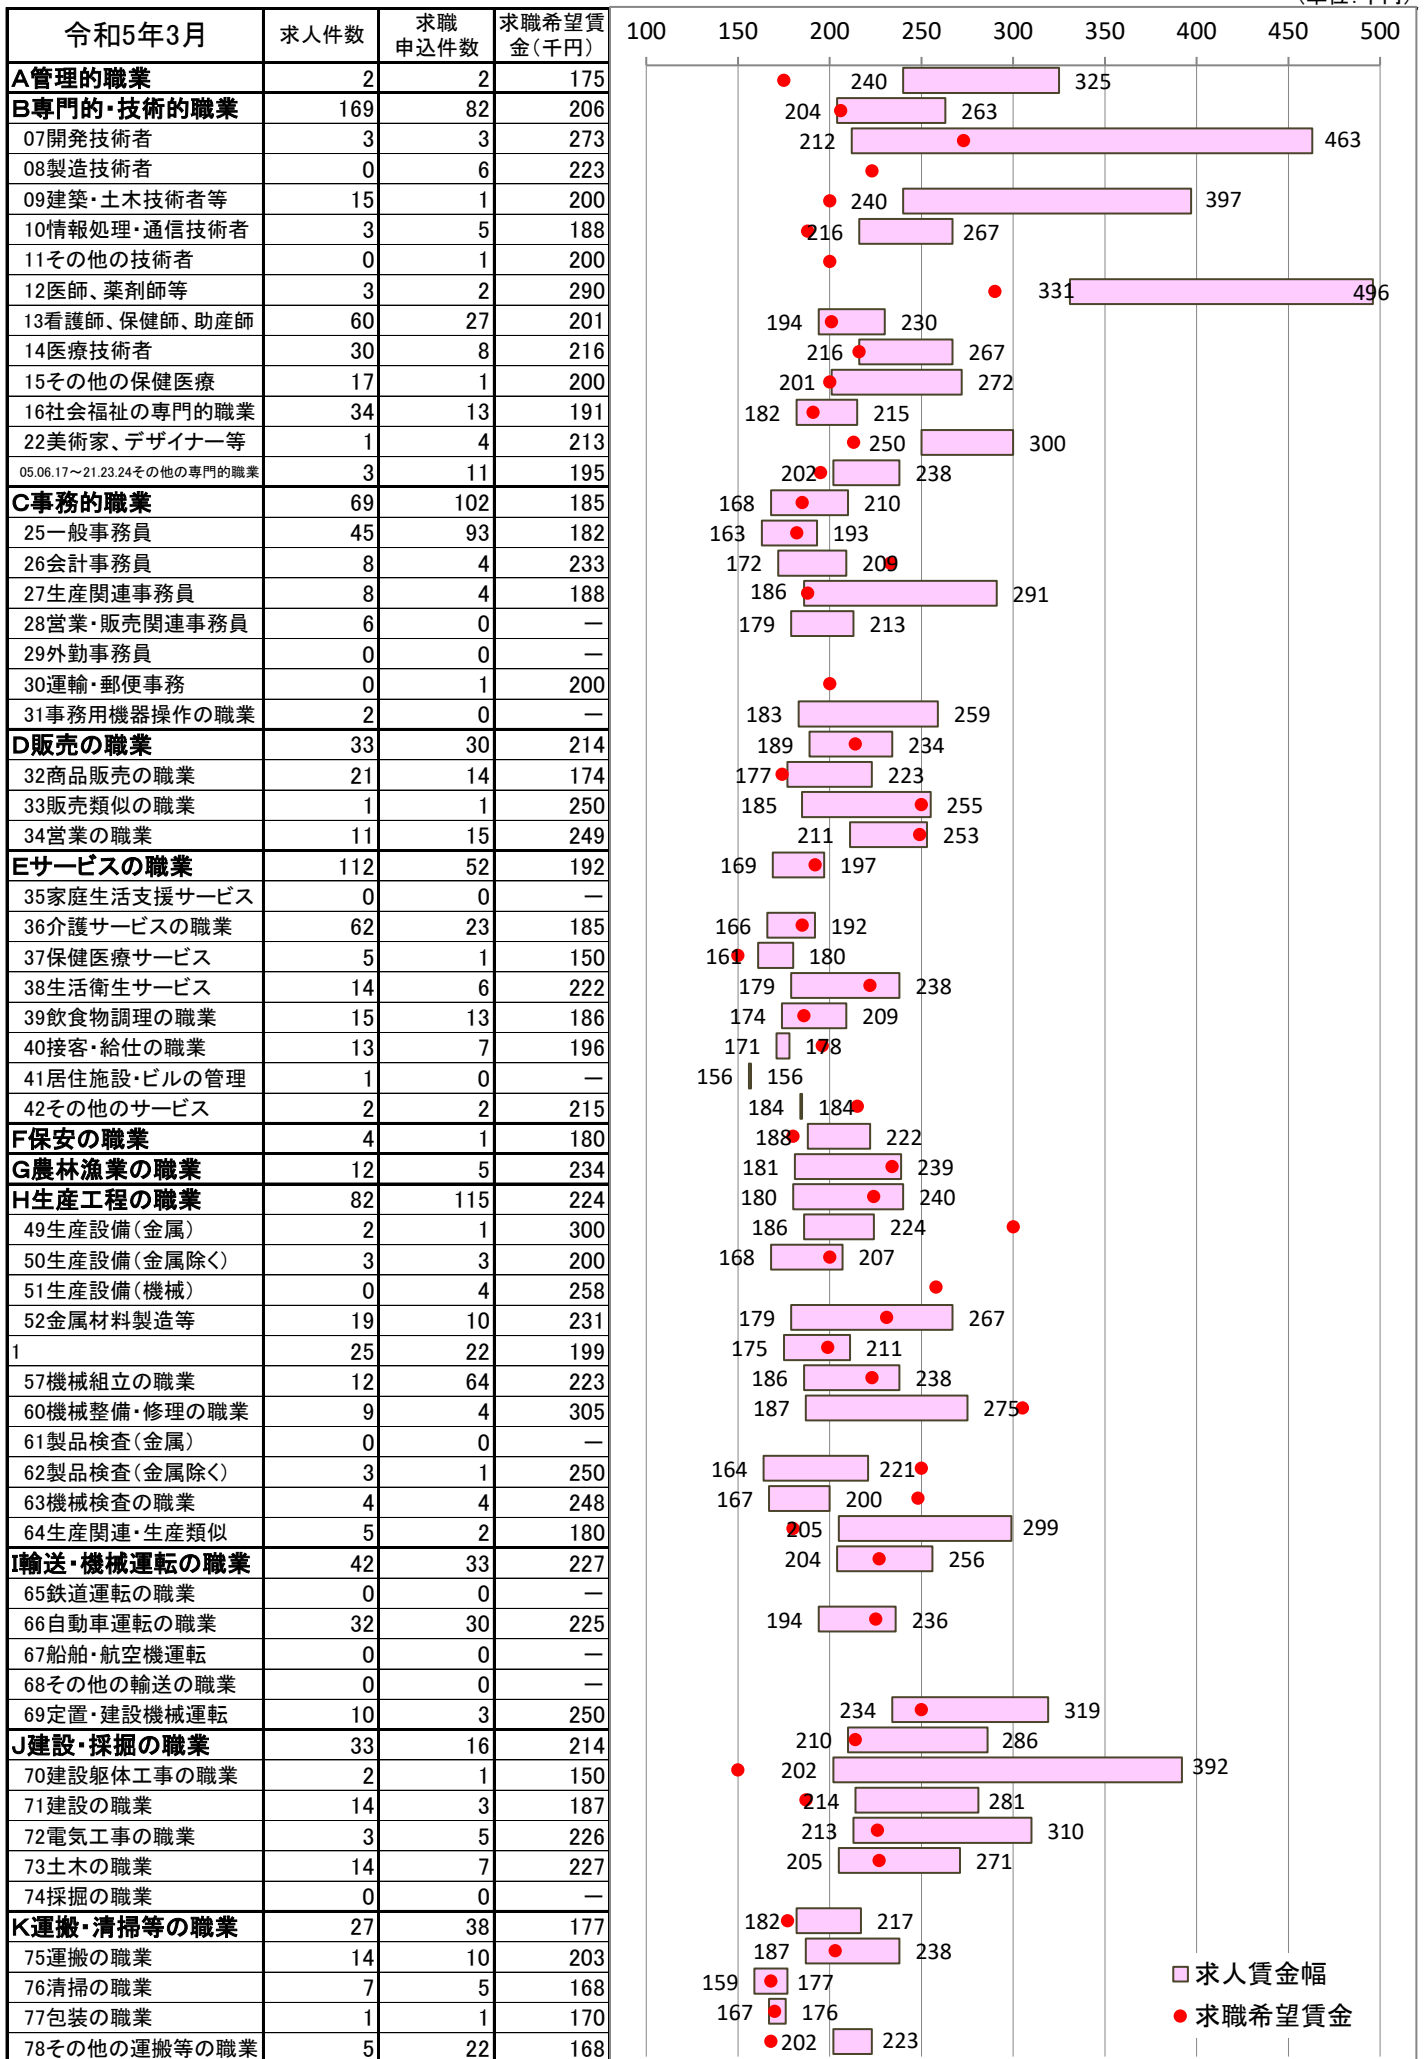 (単位：千円)
令和5年3月 求人件数 求職申込件数 求職希望賃金(千円) 100 150 200 250 300 350 400 450 500
A管理的職業 2 2 175 240 325
B専門的・技術的職業 169 82 206 204 263
07開発技術者 3 3 273 212 463
08製造技術者 0 6 223
09建築・土木技術者等 15 1 200 240 397
10情報処理・通信技術者 3 5 188 216 267
11その他の技術者 0 1 200
12医師、薬剤師等 3 2 290 331 496
13看護師、保健師、助産師 60 27 201 194 230
14医療技術者 30 8 216 216 267
15その他の保健医療 17 1 200 201 272
16社会福祉の専門的職業 34 13 191 182 215
22美術家、デザイナー等 1 4 213 250 300
05.06.17～21.23.24その他の専門的職業 3 11 195 202 238
C事務的職業 69 102 185 168 210
25一般事務員 45 93 182 163 193
26会計事務員 8 4 233 172 209
27生産関連事務員 8 4 188 186 291
28営業・販売関連事務員 6 0 － 179 213
29外勤事務員 0 0 －
30運輸・郵便事務 0 1 200
31事務用機器操作の職業 2 0 － 183 259
D販売の職業 33 30 214 189 234
32商品販売の職業 21 14 174 177 223
33販売類似の職業 1 1 250 185 255
34営業の職業 11 15 249 211 253
Eサービスの職業 112 52 192 169 197
35家庭生活支援サービス 0 0 －
36介護サービスの職業 62 23 185 166 192
37保健医療サービス 5 1 150 161 180
38生活衛生サービス 14 6 222 179 238
39飲食物調理の職業 15 13 186 174 209
40接客・給仕の職業 13 7 196 171 178
41居住施設・ビルの管理 1 0 － 156 156
42その他のサービス 2 2 215 184 184
F保安の職業 4 1 180 188 222
G農林漁業の職業 12 5 234 181 239
H生産工程の職業 82 115 224 180 240
49生産設備(金属) 2 1 300 186 224
50生産設備(金属除く) 3 3 200 168 207
51生産設備(機械) 0 4 258
52金属材料製造等 19 10 231 179 267
1 25 22 199 175 211
57機械組立の職業 12 64 223 186 238
60機械整備・修理の職業 9 4 305 187 275
61製品検査(金属) 0 0 －
62製品検査(金属除く) 3 1 250 164 221
63機械検査の職業 4 4 248 167 200
64生産関連・生産類似 5 2 180 205 299
I輸送・機械運転の職業 42 33 227 204 256
65鉄道運転の職業 0 0 －
66自動車運転の職業 32 30 225 194 236
67船舶・航空機運転 0 0 －
68その他の輸送の職業 0 0 －
69定置・建設機械運転 10 3 250 234 319
J建設・採掘の職業 33 16 214 210 286
70建設躯体工事の職業 2 1 150 202 392
71建設の職業 14 3 187 214 281
72電気工事の職業 3 5 226 213 310
73土木の職業 14 7 227 205 271
74採掘の職業 0 0 －
K運搬・清掃等の職業 27 38 177 182 217
75運搬の職業 14 10 203 187 238
76清掃の職業 7 5 168 159 177
77包装の職業 1 1 170 167 176
78その他の運搬等の職業 5 22 168 202 223
求人賃金幅
求職希望賃金